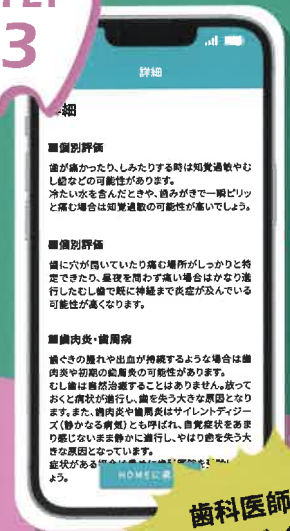 3
詳細
詳細
■個別評価
歯が痛かったり、しみたりする時は知覚過敏やむ
し歯などの可能性があります。
冷たい水を含んだときや、歯みがきで一瞬ピリッ
と痛む場合は知覚過敏の可能性が高いでしょう。
■個別評価
歯に穴が開いていたり痛む場所がしっかりと特
定できたり、昼夜を問わず痛い場合はかなり進
行したむし歯で既に神経まで炎症が及んでいる
可能性が高くなります。
■歯肉炎・歯周病
歯ぐきの腫れや出血が持続するような場合は歯
肉炎や初期の歯周炎の可能性があります。
むし歯は自然治癒することはありません。放って
おくと病状が進行し、歯を失う大きな原因となり
ます。また、歯肉炎や歯周炎はサイレントディジー
ズ(静かなる病気)とも呼ばれ、自覚症状をあま
り感じないまま静かに進行し、やはり歯を失う大
きな原因となっています。
症状がある
ょう。
HOMEに戻
歯科医師